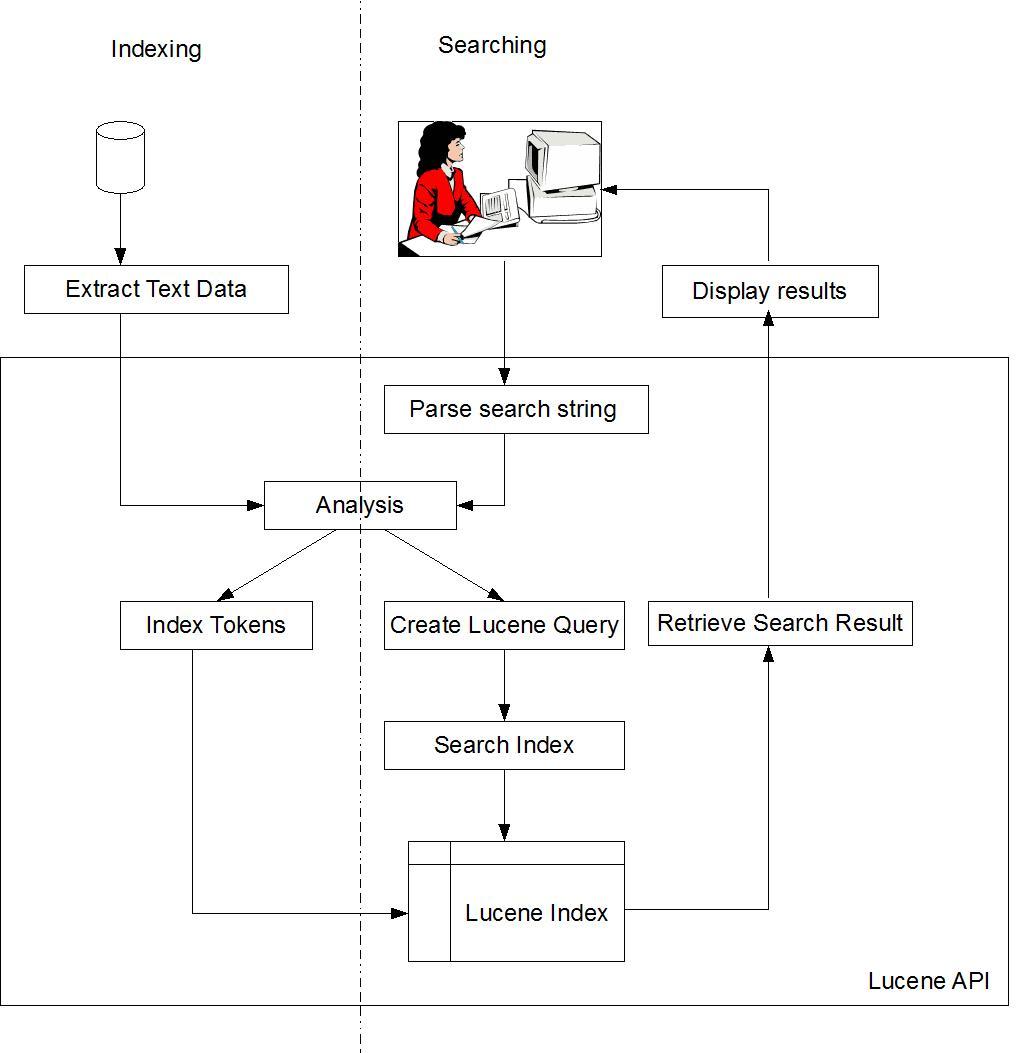 Indexing
Searching
Extract Text Data
Display results
Parse search string
Analysis
Index Tokens
Create Lucene Query
Retrieve Search Result
Search Index
Lucene Index
Lucene API